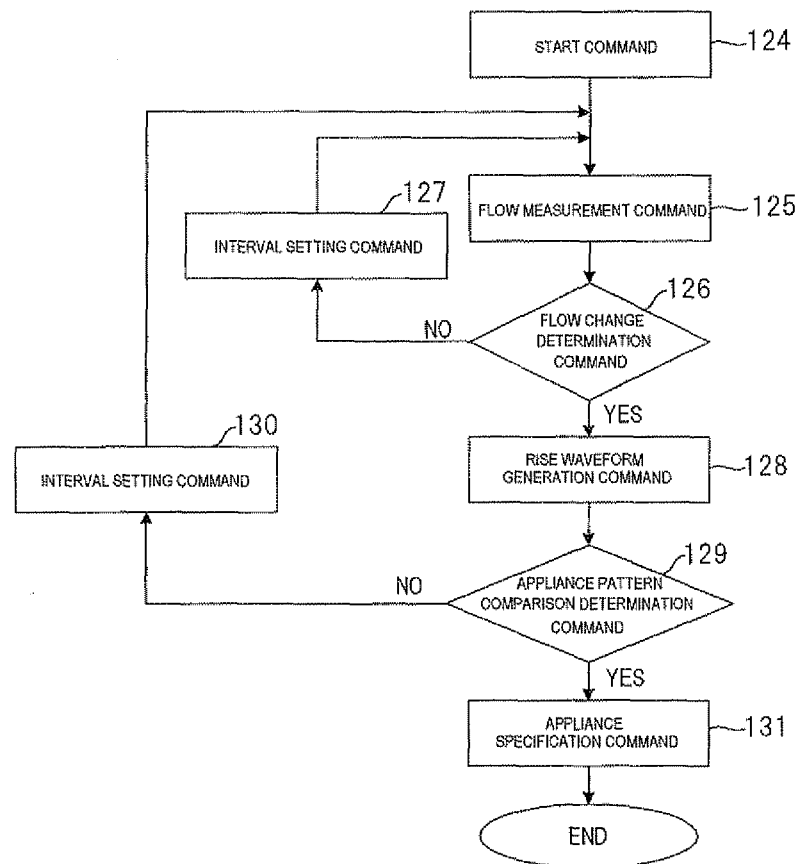 START COMMAND
124
FLOW MEASUREMENT COMMAND
125
127
INTERVAL SETTING COMMAND
126
FLOW CHANGE
DETERMINATION
COMMAND
NO
YES
130
INTERVAL SETTING COMMAND
RISE WAVEFORM
GENERATION COMMAND
128
129
APPLIANCE PATTERN
COMPARISON DETERMINATION
COMMAND
NO
YES
APPLIANCE
SPECIFICATION COMMAND
131
END